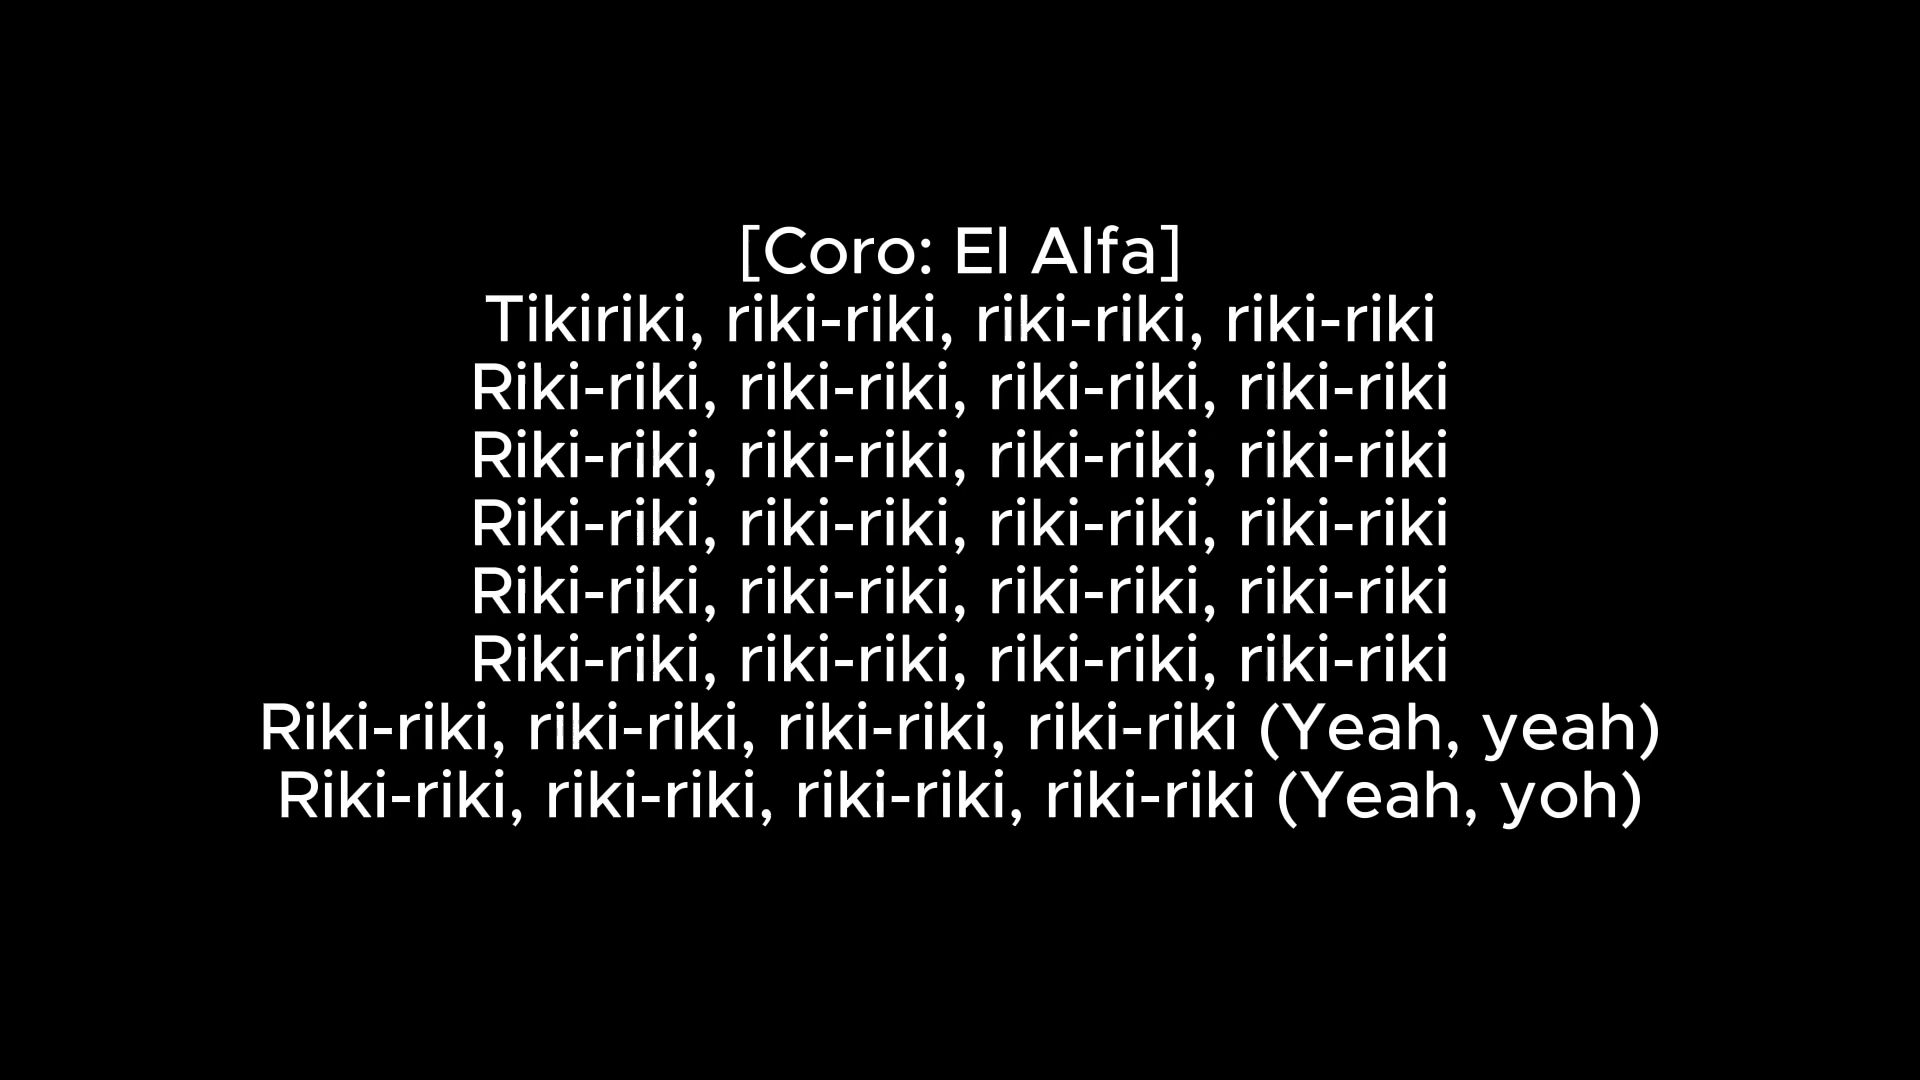 [Coro: El Alfa]
Tikiriki, riki-riki, riki-riki, riki-riki
Riki-riki, riki-riki, riki-riki, riki-riki
Riki-riki, riki-riki, riki-riki, riki-riki
Riki-riki, riki-riki, riki-riki, riki-riki
Riki-riki, riki-riki, riki-riki, riki-riki
Riki-riki, riki-riki, riki-riki, riki-riki
Riki-riki, riki-riki, riki-riki, riki-riki (Yeah, yeah)
Riki-riki, riki-riki, riki-riki, riki-riki (Yeah, yoh)